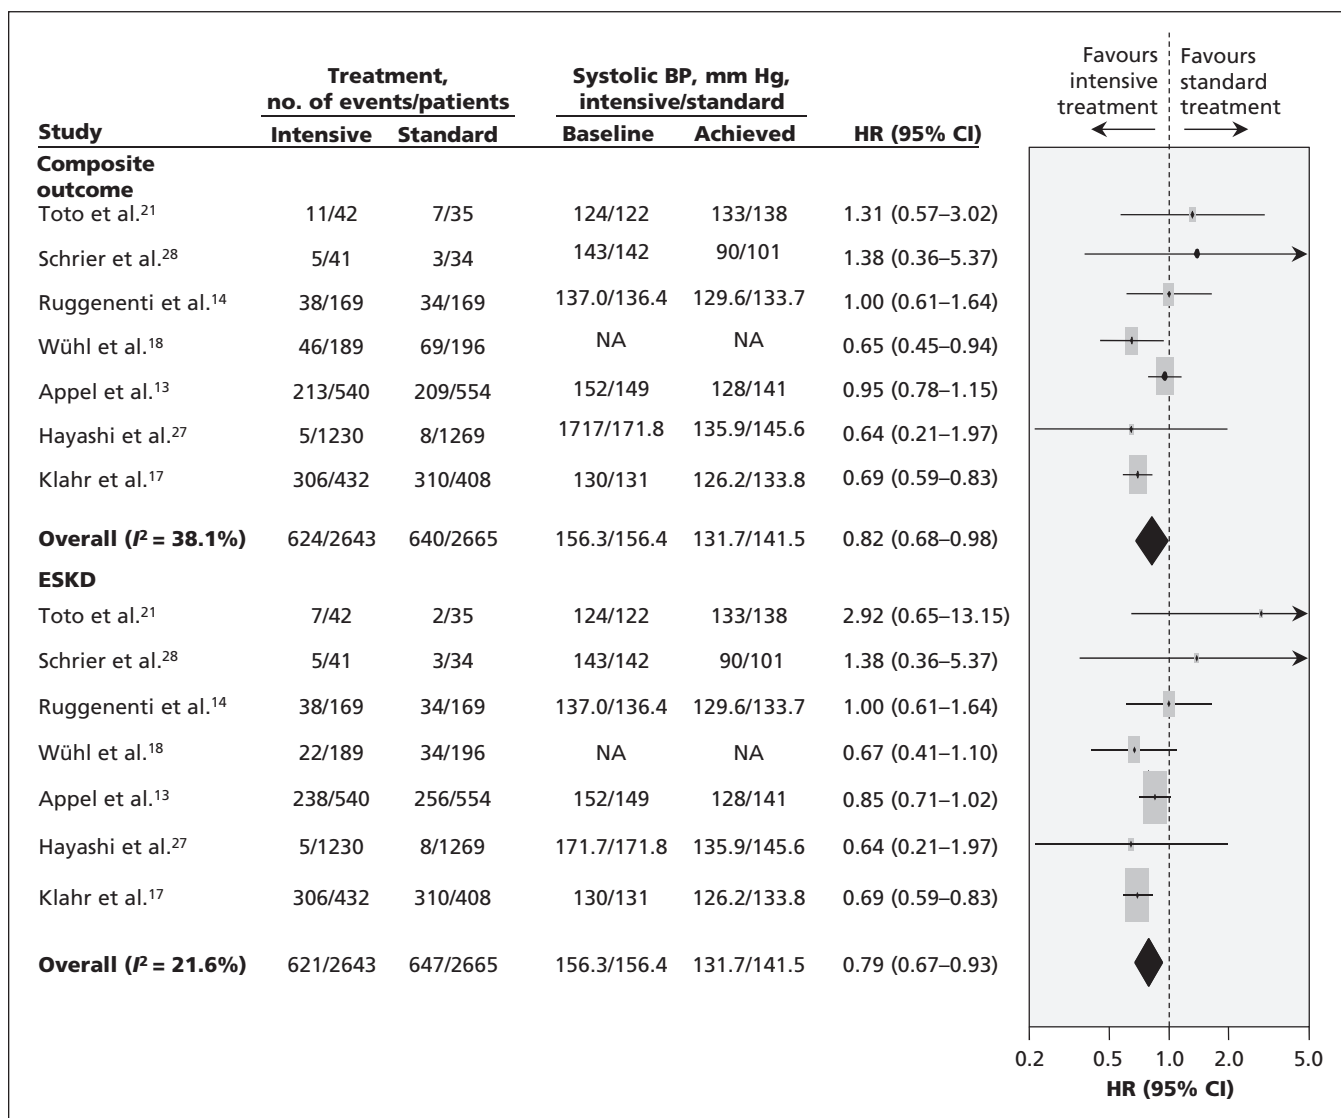 Treatment, no. of events/patients
Systolic BP, mm Hg, intensive/standard
Favours intensive treatment
Favours standard treatment
Study Intensive Standard Baseline Achieved HR (95% CI)
Composite outcome
Toto et al.21 11/42 7/35 124/122 133/138 1.31 (0.57–3.02)
Schrier et al.28 5/41 3/34 143/142 90/101 1.38 (0.36–5.37)
Ruggenenti et al.14 38/169 34/169 137.0/136.4 129.6/133.7 1.00 (0.61–1.64)
Wühl et al.18 46/189 69/196 NA NA 0.65 (0.45–0.94)
Appel et al.13 213/540 209/554 152/149 128/141 0.95 (0.78–1.15)
Hayashi et al.27 5/1230 8/1269 1717/171.8 135.9/145.6 0.64 (0.21–1.97)
Klahr et al.17 306/432 310/408 130/131 126.2/133.8 0.69 (0.59–0.83)
Overall (I2 = 38.1%) 624/2643 640/2665 156.3/156.4 131.7/141.5 0.82 (0.68–0.98)
ESKD
Toto et al.21 7/42 2/35 124/122 133/138 2.92 (0.65–13.15)
Schrier et al.28 5/41 3/34 143/142 90/101 1.38 (0.36–5.37)
Ruggenenti et al.14 38/169 34/169 137.0/136.4 129.6/133.7 1.00 (0.61–1.64)
Wühl et al.18 22/189 34/196 NA NA 0.67 (0.41–1.10)
Appel et al.13 238/540 256/554 152/149 128/141 0.85 (0.71–1.02)
Hayashi et al.27 5/1230 8/1269 171.7/171.8 135.9/145.6 0.64 (0.21–1.97)
Klahr et al.17 306/432 310/408 130/131 126.2/133.8 0.69 (0.59–0.83)
Overall (I2 = 21.6%) 621/2643 647/2665 156.3/156.4 131.7/141.5 0.79 (0.67–0.93)
0.2 0.5 1.0 2.0 5.0
HR (95% CI)